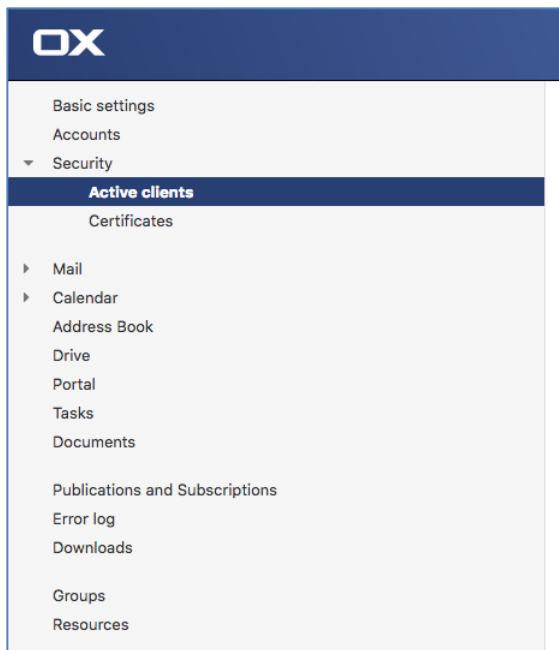 OX
Basic settings
Accounts
Security
Active clients
Certificates
Mail
Calendar
Address Book
Drive
Portal
Tasks
Documents
Publications and Subscriptions
Error log
Downloads
Groups
Resources